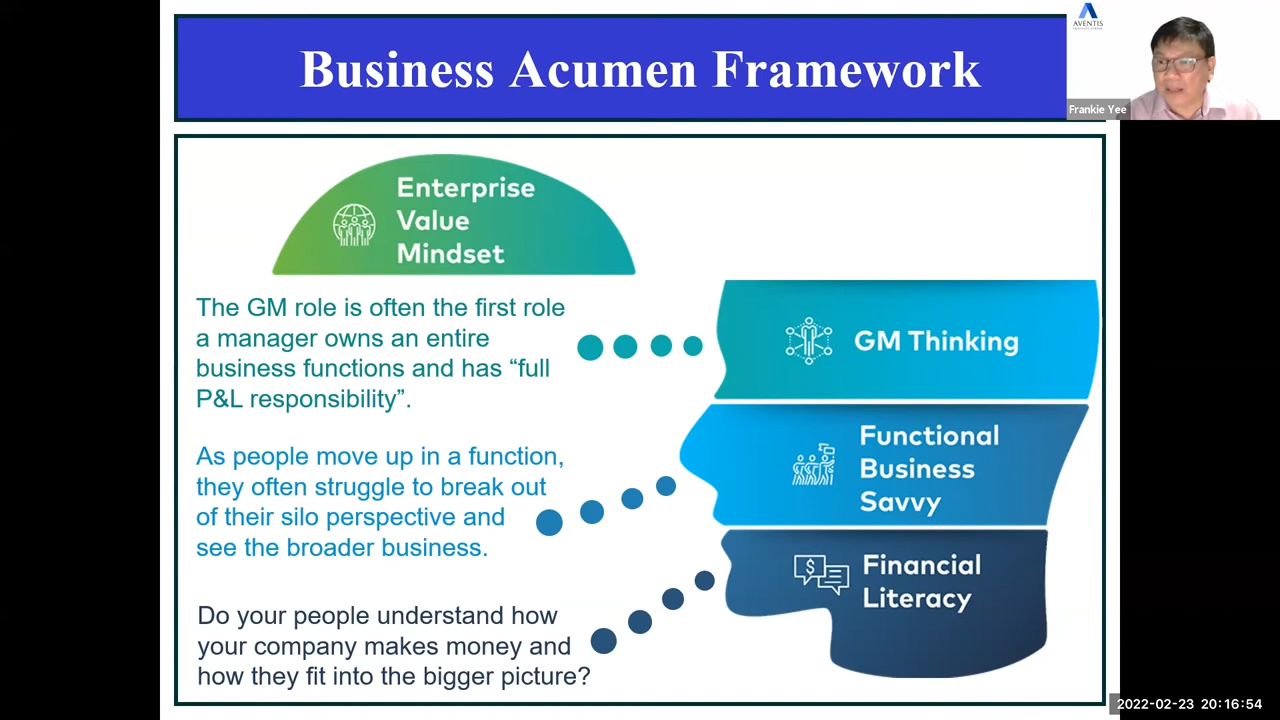 Business Acumen Framework
AVENTIS
Frankie Yee
Enterprise
Value
Mindset
The GM role is often the first role
a manager owns an entire
business functions and has “full
P&L responsibility”.
GM Thinking
As people move up in a function,
they often struggle to break out
of their silo perspective and
see the broader business.
Functional
Business
Savvy
Do your people understand how
your company makes money and
how they fit into the bigger picture?
$
Financial
Literacy
2022-02-23 20:16:54